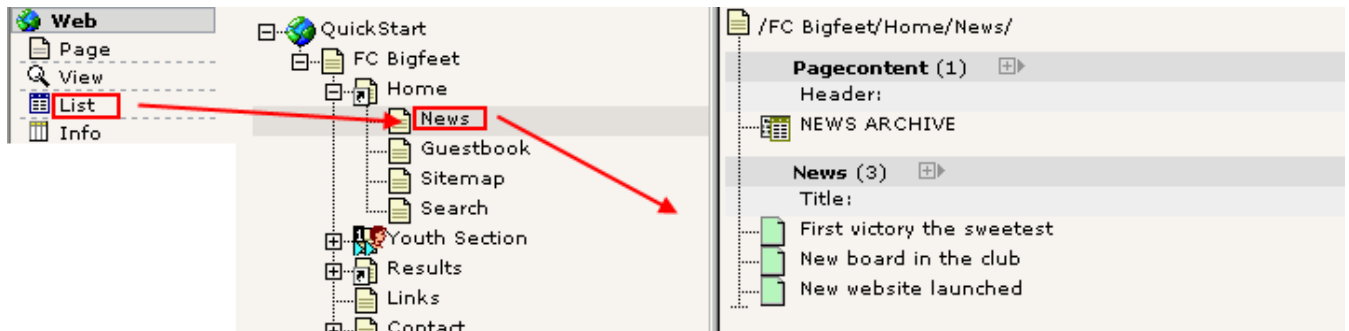 Web
Page
View
List
Info
QuickStart
FC Bigfeet
Home
News
Guestbook
Sitemap
Search
Youth Section
Results
Links
Contact
/FC Bigfeet/Home/News/
Pagecontent (1)
Header:
NEWS ARCHIVE
News (3)
Title:
First victory the sweetest
New board in the club
New website launched